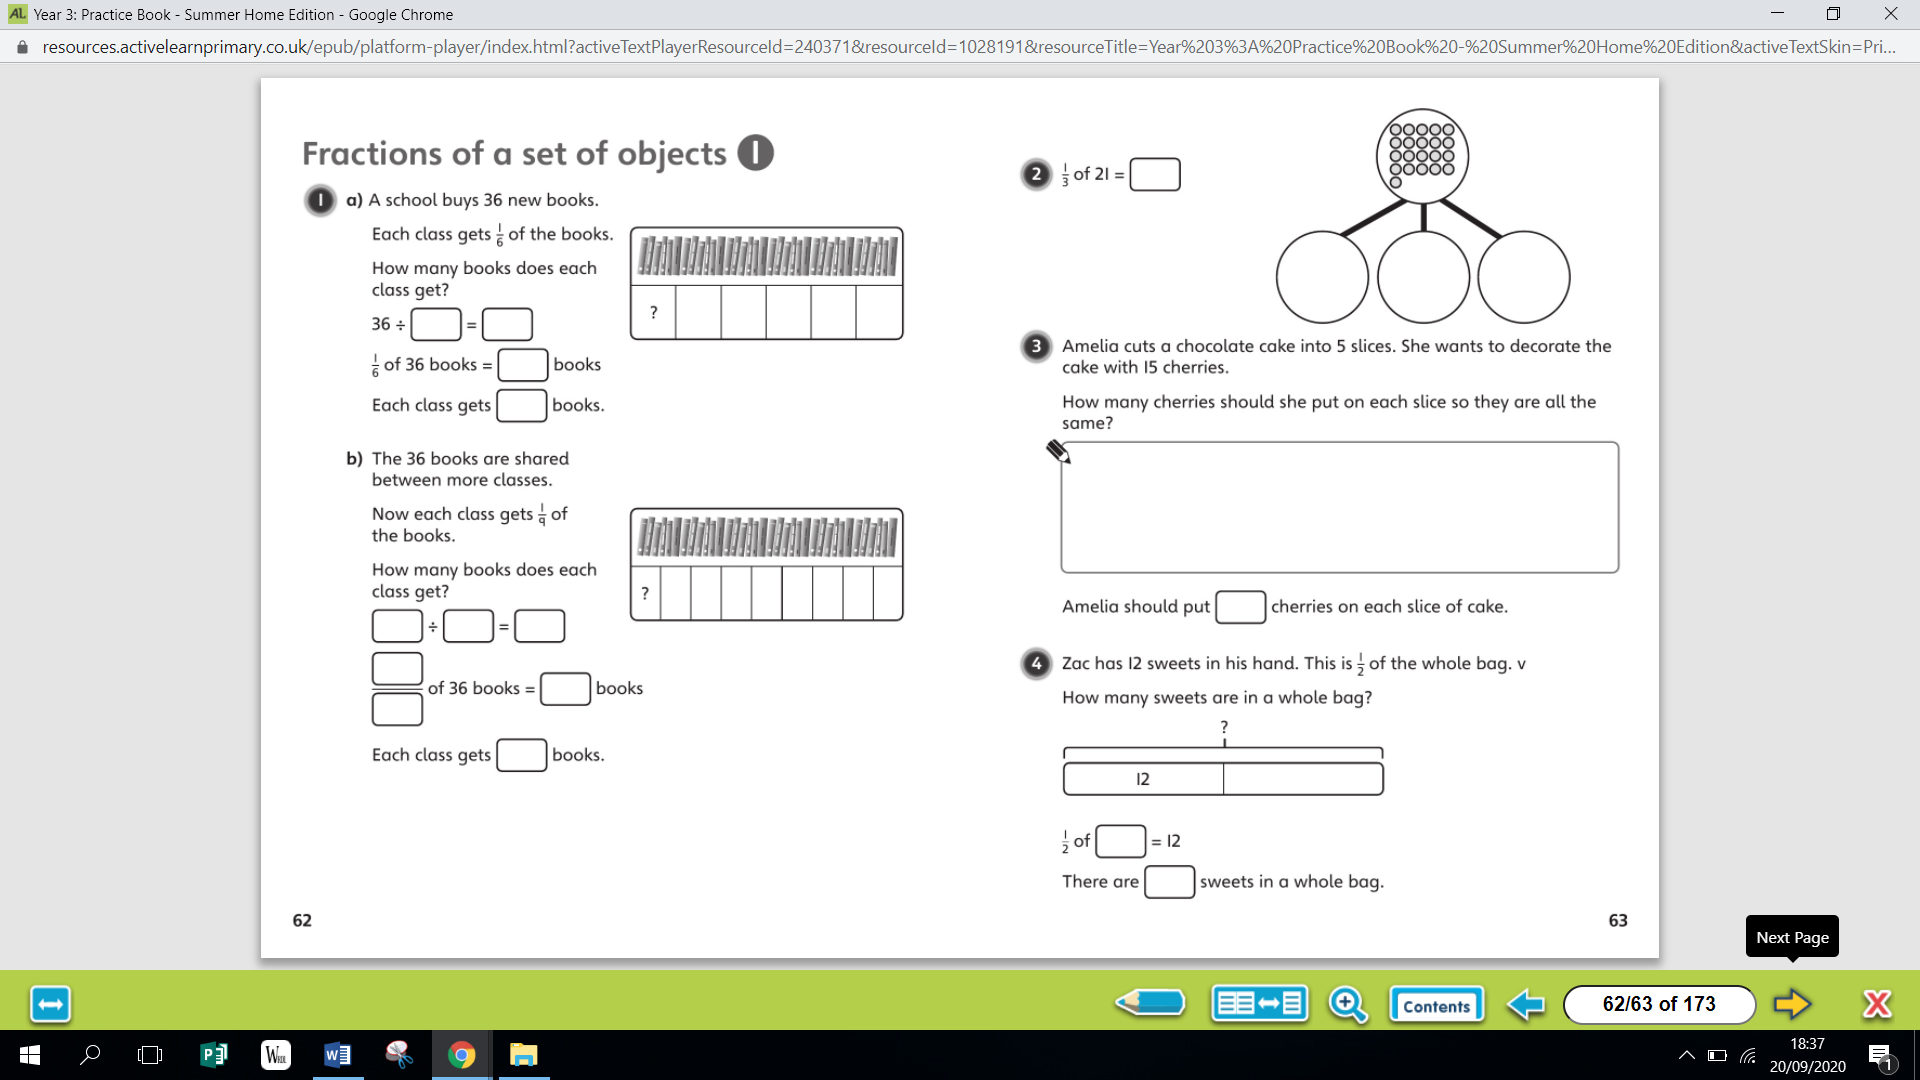 Year 3: Practice Book - Summer Home Edition - Google Chrome
resources.activelearnprimary.co.uk/epub/platform-player/index.html?activeTextPlayerResourceId=240371&resourceId=1028191&resourceTitle=Year%203%3A%20Practice%20Book%20-%20Summer%20Home%20Edition&activeTextSkin=Pri...
Fractions of a set of objects 1
1 a) A school buys 36 new books.
Each class gets 1/6 of the books.
How many books does each
class get?
36 ÷ =
1/6 of 36 books = books
Each class gets books.
?
b) The 36 books are shared
between more classes.
Now each class gets 1/9 of
the books.
How many books does each
class get?
÷ =
of 36 books = books
Each class gets books.
?
62
2 1/3 of 21 =
3 Amelia cuts a chocolate cake into 5 slices. She wants to decorate the
cake with 15 cherries.
How many cherries should she put on each slice so they are all the
same?
Amelia should put cherries on each slice of cake.
4 Zac has 12 sweets in his hand. This is 1/2 of the whole bag. v
How many sweets are in a whole bag?
?
12
1/2 of = 12
There are sweets in a whole bag.
63
Next Page
Contents
62/63 of 173
18:37
20/09/2020
1